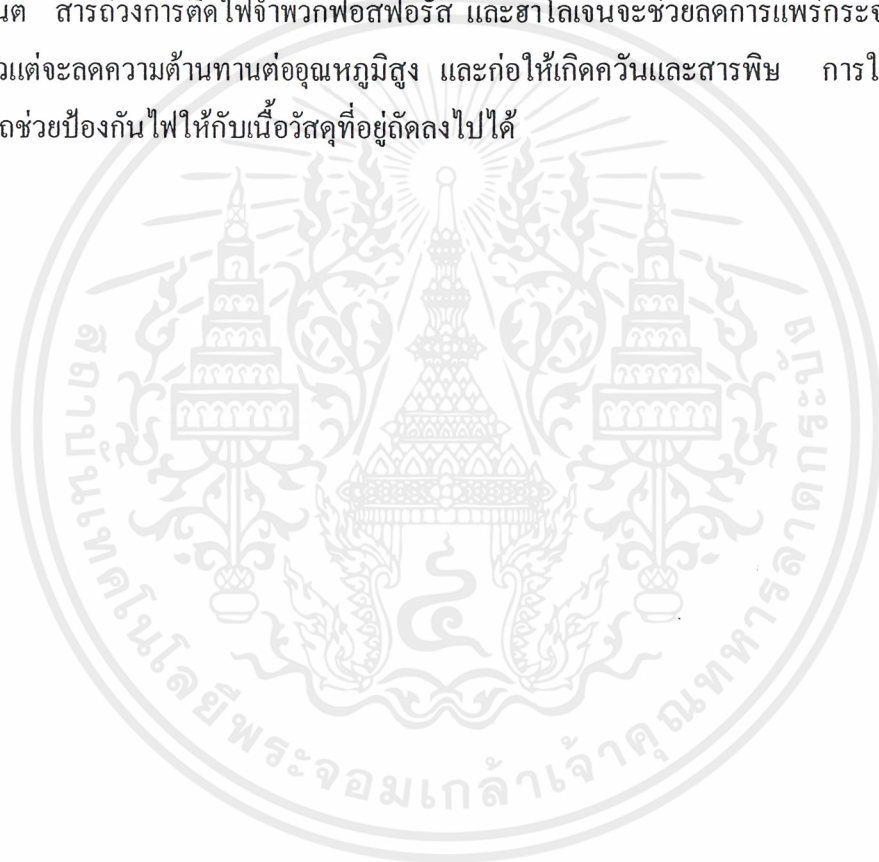 นต สารถ่วงการติดไฟจำพวกฟอสฟอรัส และฮาโลเจนจะช่วยลดการแพร่กระจ
วแต่จะลดความต้านทานต่ออุณหภูมิสูง และก่อให้เกิดควันและสารพิษ การใ
ถช่วยป้องกันไฟให้กับเนื้อวัสดุที่อยู่ถัดลงไปได้
สถาบันเทคโนโลยีพระจอมเกล้าเจ้าคุณทหารลาดกระบัง